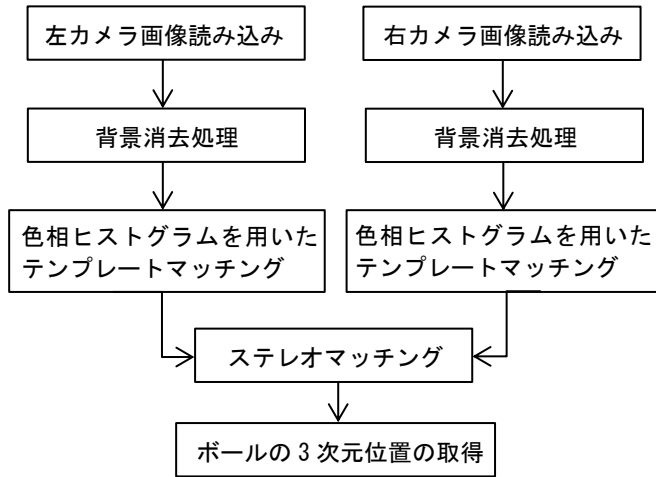 左カメラ画像読み込み
右カメラ画像読み込み
背景消去処理
背景消去処理
色相ヒストグラムを用いた
テンプレートマッチング
色相ヒストグラムを用いた
テンプレートマッチング
ステレオマッチング
ボールの3次元位置の取得